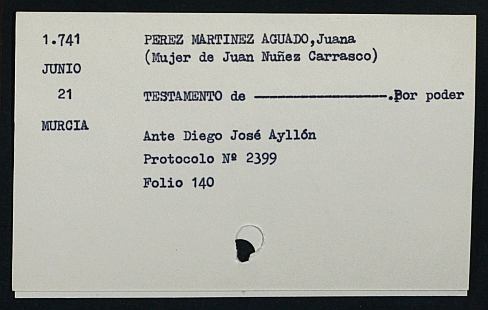 1.741 PEREZ MARTINEZ AGUADO,Juana
(Mujer de Juan Nuñez Carrasco)
JUNIO
21 TESTAMENTO de —————————.Por poder
MURCIA
Ante Diego José Ayllón
Protocolo Nº 2399
Folio 140